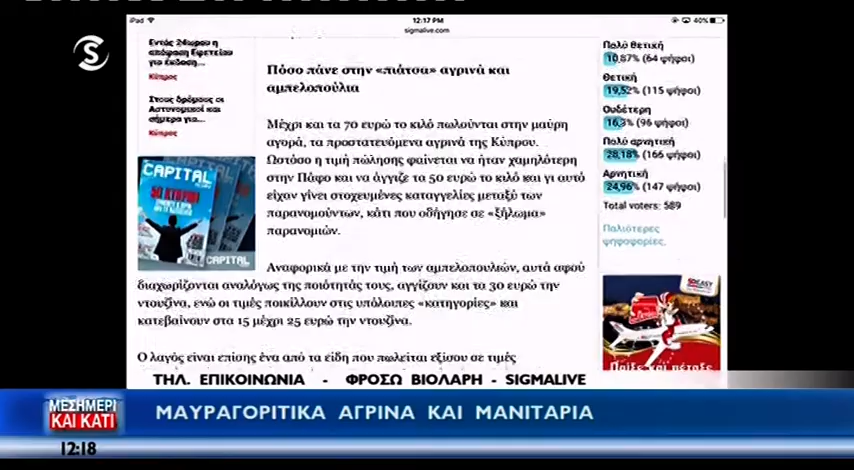 iPad
12:17 PM
40%
sigmalive.com
Εντός 24ωρου η
απόφαση Εφετείου
για έκδοση...
Κύπρος
Στους δρόμους οι
Αστυνομικοί και
σήμερα για...
Κύπρος
CAPITAL
50 ΚΤΙΡΙΩΝ
CAPITAL
Πόσο πάνε στην «πιάτσα» αγρινά και
αμπελοπούλια
Μέχρι και τα 70 ευρώ το κιλό πωλούνται στην μαύρη
αγορά, τα προστατευόμενα αγρινά της Κύπρου.
Ωστόσο η τιμή πώλησης φαίνεται να ήταν χαμηλότερη
στην Πάφο και να άγγιζε τα 50 ευρώ το κιλό και γι αυτό
είχαν γίνει στοχευμένες καταγγελίες μεταξύ των
παρανομούντων, κάτι που οδήγησε σε «ξήλωμα»
παρανομιών.
Αναφορικά με την τιμή των αμπελοπουλιών, αυτά αφού
διαχωρίζονται αναλόγως της ποιότητάς τους, αγγίζουν και τα 30 ευρώ την
ντουζίνα, ενώ οι τιμές ποικίλλουν στις υπόλοιπες «κατηγορίες» και
κατεβαίνουν στα 15 μέχρι 25 ευρώ την ντουζίνα.
Ο λαγός είναι επίσης ένα από τα είδη που πωλείται εξίσου σε τιμές
Πολύ θετική
10,87% (64 ψήφοι)
Θετική
19,52% (115 ψήφοι)
Ουδέτερη
16,3% (96 ψήφοι)
Πολύ αρνητική
28,18% (166 ψήφοι)
Αρνητική
24,96% (147 ψήφοι)
Total voters: 589
Παλιότερες
ψηφοφορίες.
Παίξε και πέταξε
ΤΗΛ. ΕΠΙΚΟΙΝΩΝΙΑ - ΦΡΟΣΩ ΒΙΟΛΑΡΗ - SIGMALIVE
ΜΕΣΗΜΕΡΙ
ΚΑΙ ΚΑΤΙ
ΜΑΥΡΑΓΟΡΙΤΙΚΑ ΑΓΡΙΝΑ ΚΑΙ ΜΑΝΙΤΑΡΙΑ
12:18